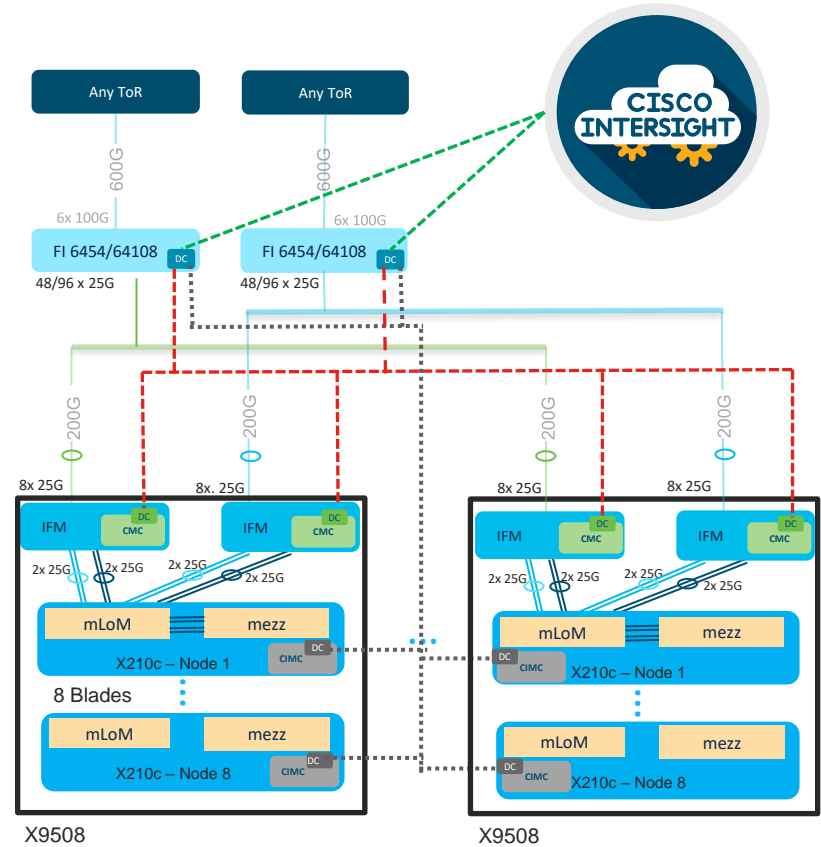 CISCO
INTERSIGHT
Any ToR
Any ToR
600G
600G
6x 100G
6x 100G
FI 6454/64108
DC
FI 6454/64108
DC
48/96 x 25G
48/96 x 25G
200G
200G
200G
200G
8x 25G
8x. 25G
8x 25G
8x 25G
IFM
DC
CMC
IFM
DC
CMC
IFM
DC
CMC
IFM
DC
CMC
2x 25G
2x 25G
2x 25G
2x 25G
2x 25G
2x 25G
2x 25G
2x 25G
mLoM
mezz
mLoM
mezz
X210c – Node 1
DC
CIMC
DC
CIMC
X210c – Node 1
8 Blades
mLoM
mezz
mLoM
mezz
X210c – Node 8
DC
CIMC
DC
CIMC
X210c – Node 8
X9508
X9508